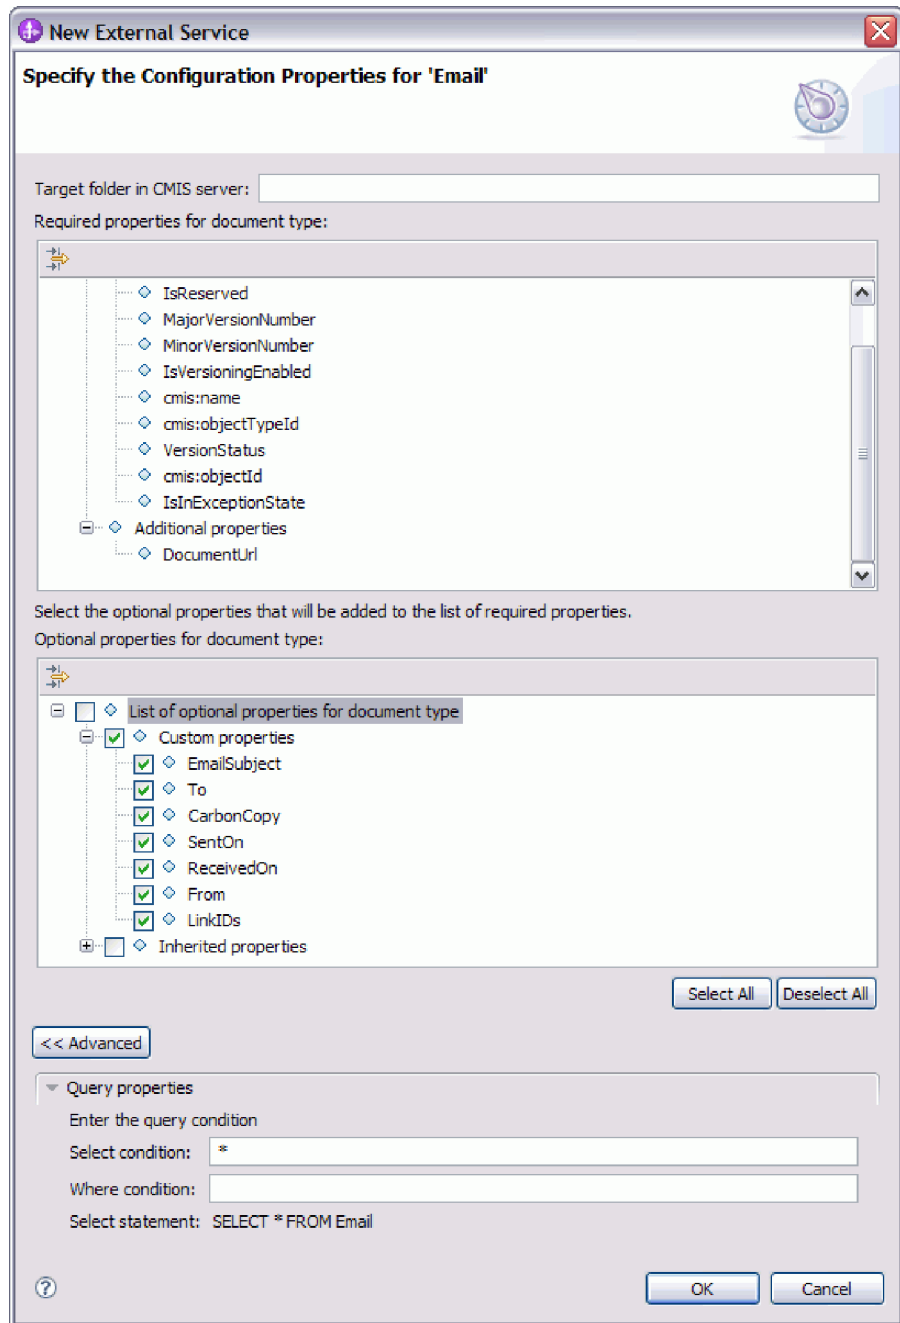 New External Service
Specify the Configuration Properties for 'Email'
Target folder in CMIS server:
Required properties for document type:
IsReserved
MajorVersionNumber
MinorVersionNumber
IsVersioningEnabled
cmis:name
cmis:objectTypeId
VersionStatus
cmis:objectId
IsInExceptionState
Additional properties
DocumentUrl
Select the optional properties that will be added to the list of required properties.
Optional properties for document type:
List of optional properties for document type
Custom properties
EmailSubject
To
CarbonCopy
SentOn
ReceivedOn
From
LinkIDs
Inherited properties
Select All Deselect All
<< Advanced
Query properties
Enter the query condition
Select condition: *
Where condition:
Select statement: SELECT * FROM Email
? OK Cancel